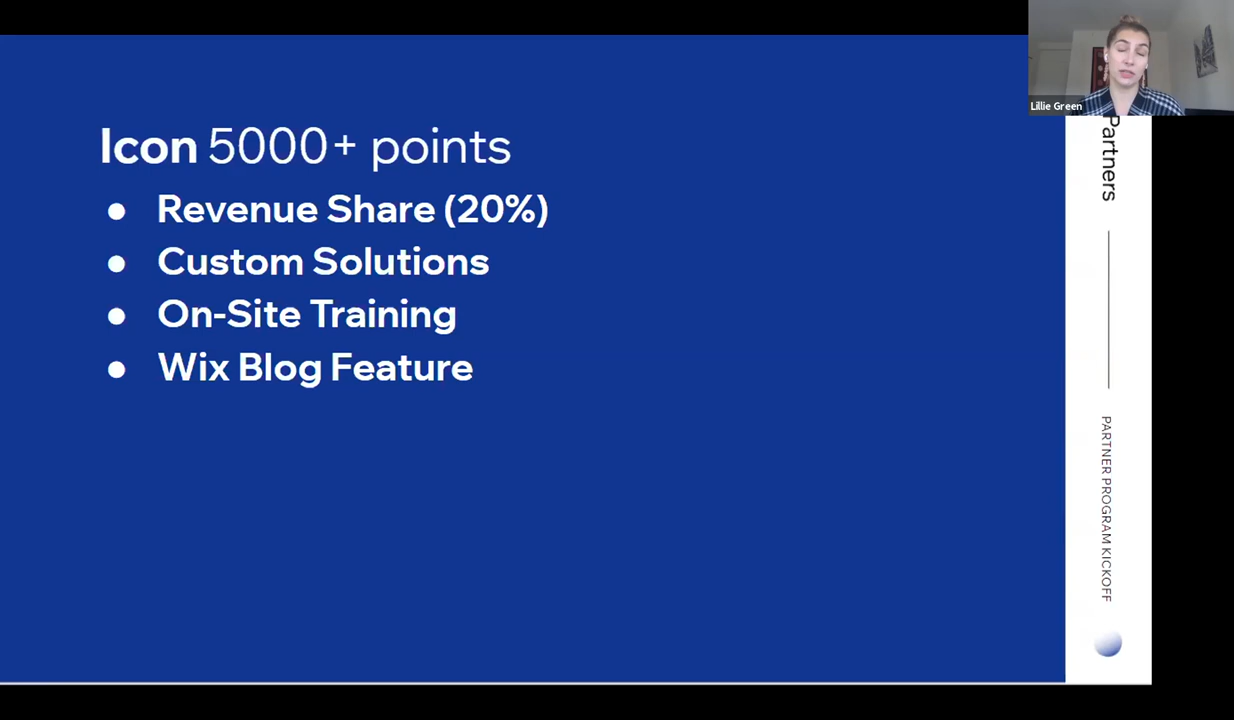 Icon 5000+ points
● Revenue Share (20%)
● Custom Solutions
● On-Site Training
● Wix Blog Feature
Lillie Green
Partners
PARTNER PROGRAM KICKOFF